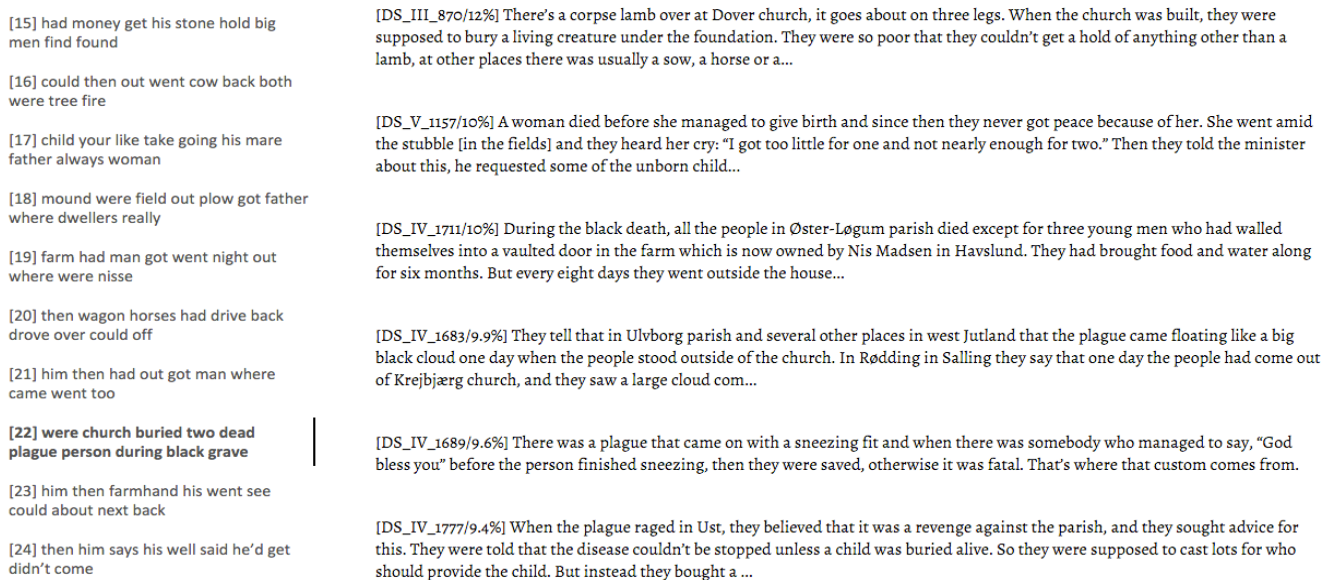 [15] had money get his stone hold big
men find found
[16] could then out went cow back both
were tree fire
[17] child your like take going his mare
father always woman
[18] mound were field out plow got father
where dwellers really
[19] farm had man got went night out
where were nisse
[20] then wagon horses had drive back
drove over could off
[21] him then had out got man where
came went too
[22] were church buried two dead
plague person during black grave
[23] him then farmhand his went see
could about next back
[24] then him says his well said he'd get
didn't come
[DS_III_870/12%] There's a corpse lamb over at Dover church, it goes about on three legs. When the church was built, they were
supposed to bury a living creature under the foundation. They were so poor that they couldn't get a hold of anything other than a
lamb, at other places there was usually a sow, a horse or a...
[DS_V_1157/10%] A woman died before she managed to give birth and since then they never got peace because of her. She went amid
the stubble [in the fields] and they heard her cry: “I got too little for one and not nearly enough for two.” Then they told the minister
about this, he requested some of the unborn child...
[DS_IV_1711/10%] During the black death, all the people in Øster-Løgum parish died except for three young men who had walled
themselves into a vaulted door in the farm which is now owned by Nis Madsen in Havslund. They had brought food and water along
for six months. But every eight days they went outside the house...
[DS_IV_1683/9.9%] They tell that in Ulvborg parish and several other places in west Jutland that the plague came floating like a big
black cloud one day when the people stood outside of the church. In Rødding in Salling they say that one day the people had come out
of Krejbjærg church, and they saw a large cloud com...
[DS_IV_1689/9.6%] There was a plague that came on with a sneezing fit and when there was somebody who managed to say, “God
bless you” before the person finished sneezing, then they were saved, otherwise it was fatal. That's where that custom comes from.
[DS_IV_1777/9.4%] When the plague raged in Ust, they believed that it was a revenge against the parish, and they sought advice for
this. They were told that the disease couldn't be stopped unless a child was buried alive. So they were supposed to cast lots for who
should provide the child. But instead they bought a ...